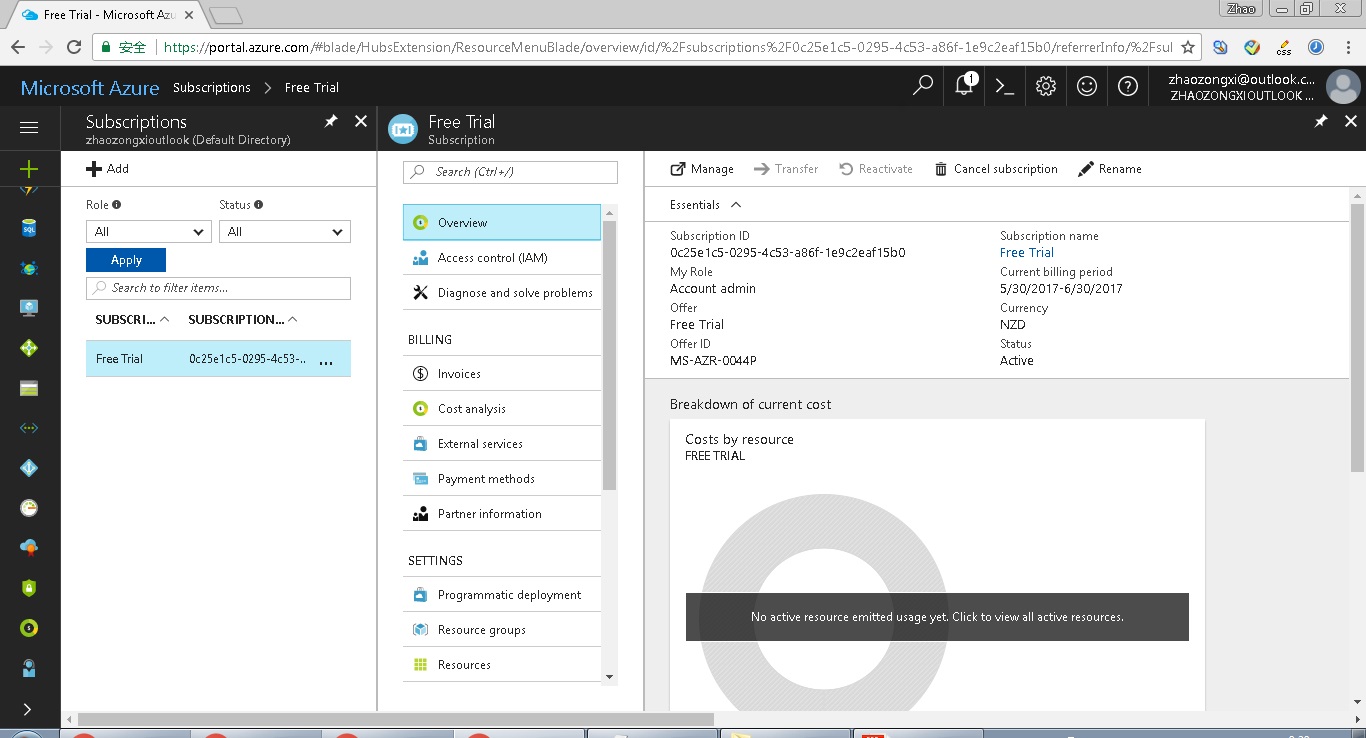 Free Trial - Microsoft Azu
Zhao
安全
https://portal.azure.com/#blade/HubsExtension/ResourceMenuBlade/overview/id/%2Fsubscriptions%2F0c25e1c5-0295-4c53-a86f-1e9c2eaf15b0/referrerInfo/%2Fsul
css
Microsoft Azure Subscriptions > Free Trial
1
zhaozongxi@outlook.c...
ZHAOZONGXIOUTLOOK ...
Subscriptions
zhaozongxioutlook (Default Directory)
Add
Role
Status
All
All
Apply
Search to filter items...
SUBSCRI...
SUBSCRIPTION...
Free Trial
0c25e1c5-0295-4c53-..
...
SQL
Free Trial
Subscription
Search (Ctrl+/)
Overview
Access control (IAM)
Diagnose and solve problems
BILLING
Invoices
Cost analysis
External services
Payment methods
Partner information
SETTINGS
Programmatic deployment
Resource groups
Resources
Manage
Transfer
Reactivate
Cancel subscription
Rename
Essentials
Subscription ID
0c25e1c5-0295-4c53-a86f-1e9c2eaf15b0
My Role
Account admin
Offer
Free Trial
Offer ID
MS-AZR-0044P
Subscription name
Free Trial
Current billing period
5/30/2017-6/30/2017
Currency
NZD
Status
Active
Breakdown of current cost
Costs by resource
FREE TRIAL
No active resource emitted usage yet. Click to view all active resources.